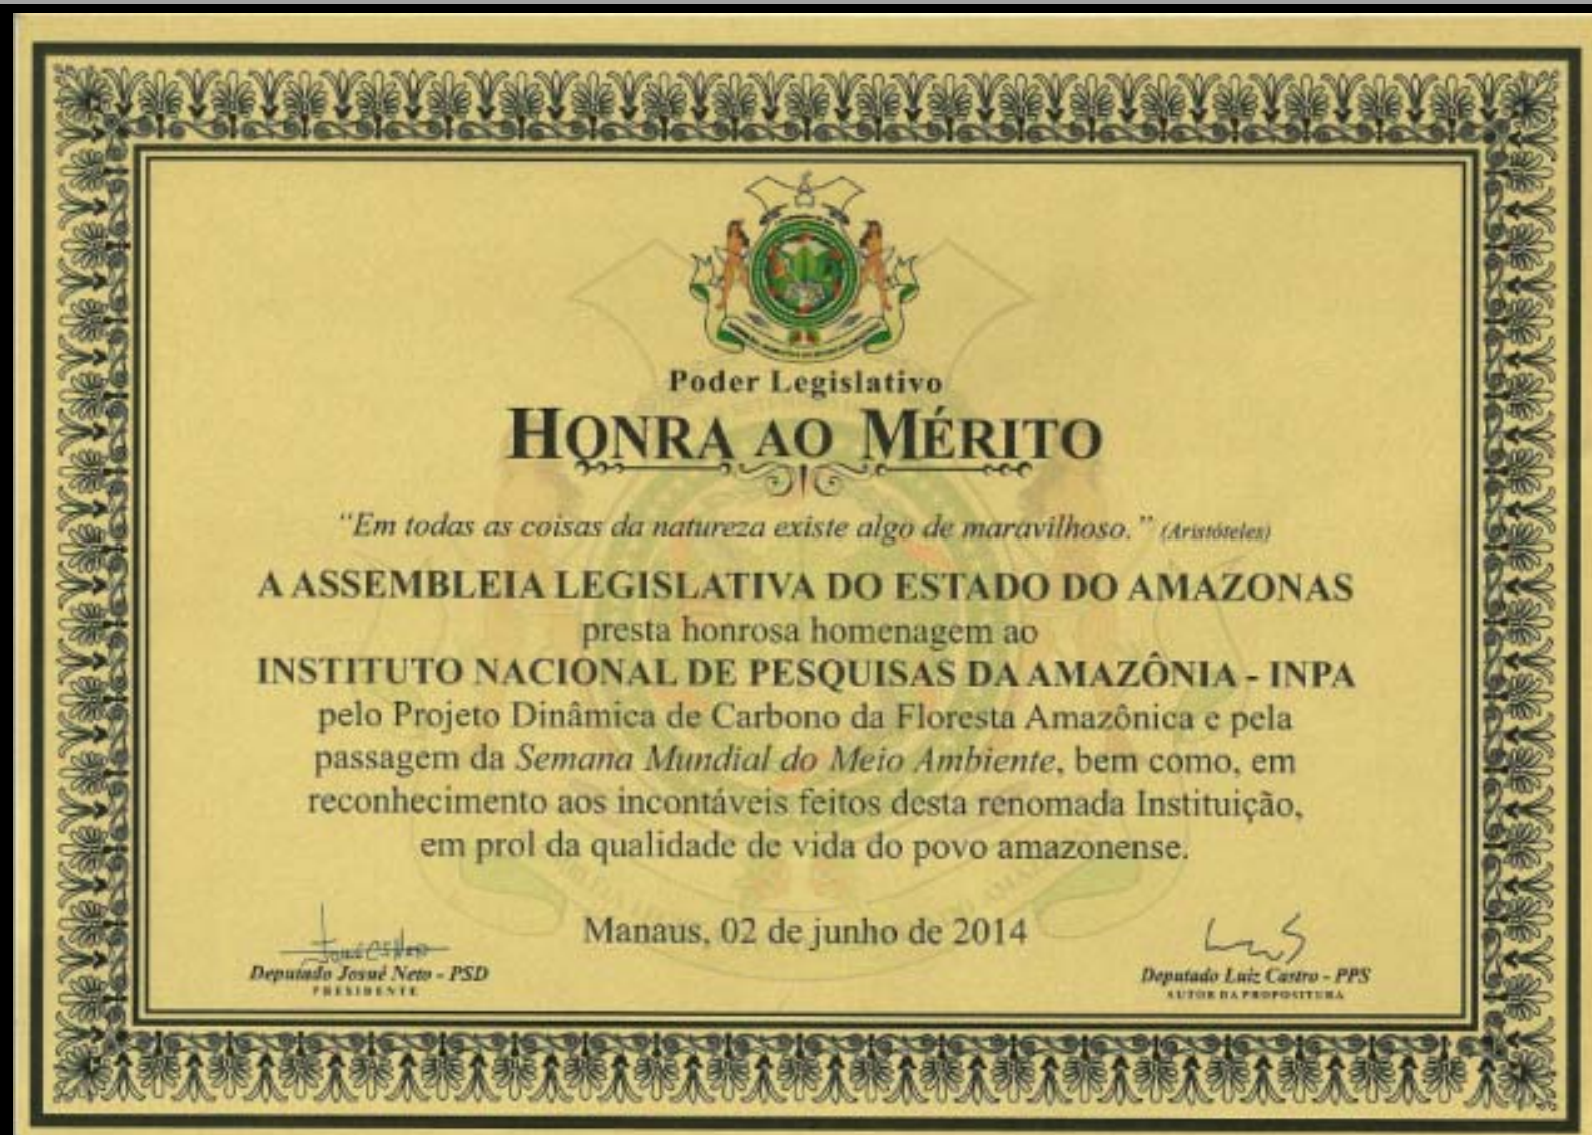 Poder Legislativo
HONRA AO MÉRITO
“Em todas as coisas da natureza existe algo de maravilhoso.” (Aristóteles)
A ASSEMBLEIA LEGISLATIVA DO ESTADO DO AMAZONAS
presta honrosa homenagem ao
INSTITUTO NACIONAL DE PESQUISAS DA AMAZÔNIA - INPA
pelo Projeto Dinâmica de Carbono da Floresta Amazônica e pela
passagem da Semana Mundial do Meio Ambiente, bem como, em
reconhecimento aos incontáveis feitos desta renomada Instituição,
em prol da qualidade de vida do povo amazonense.
Manaus, 02 de junho de 2014
Deputado Josué Neto - PSD
PRESIDENTE
Deputado Luiz Castro - PPS
AUTOR DA PROPOSITURA